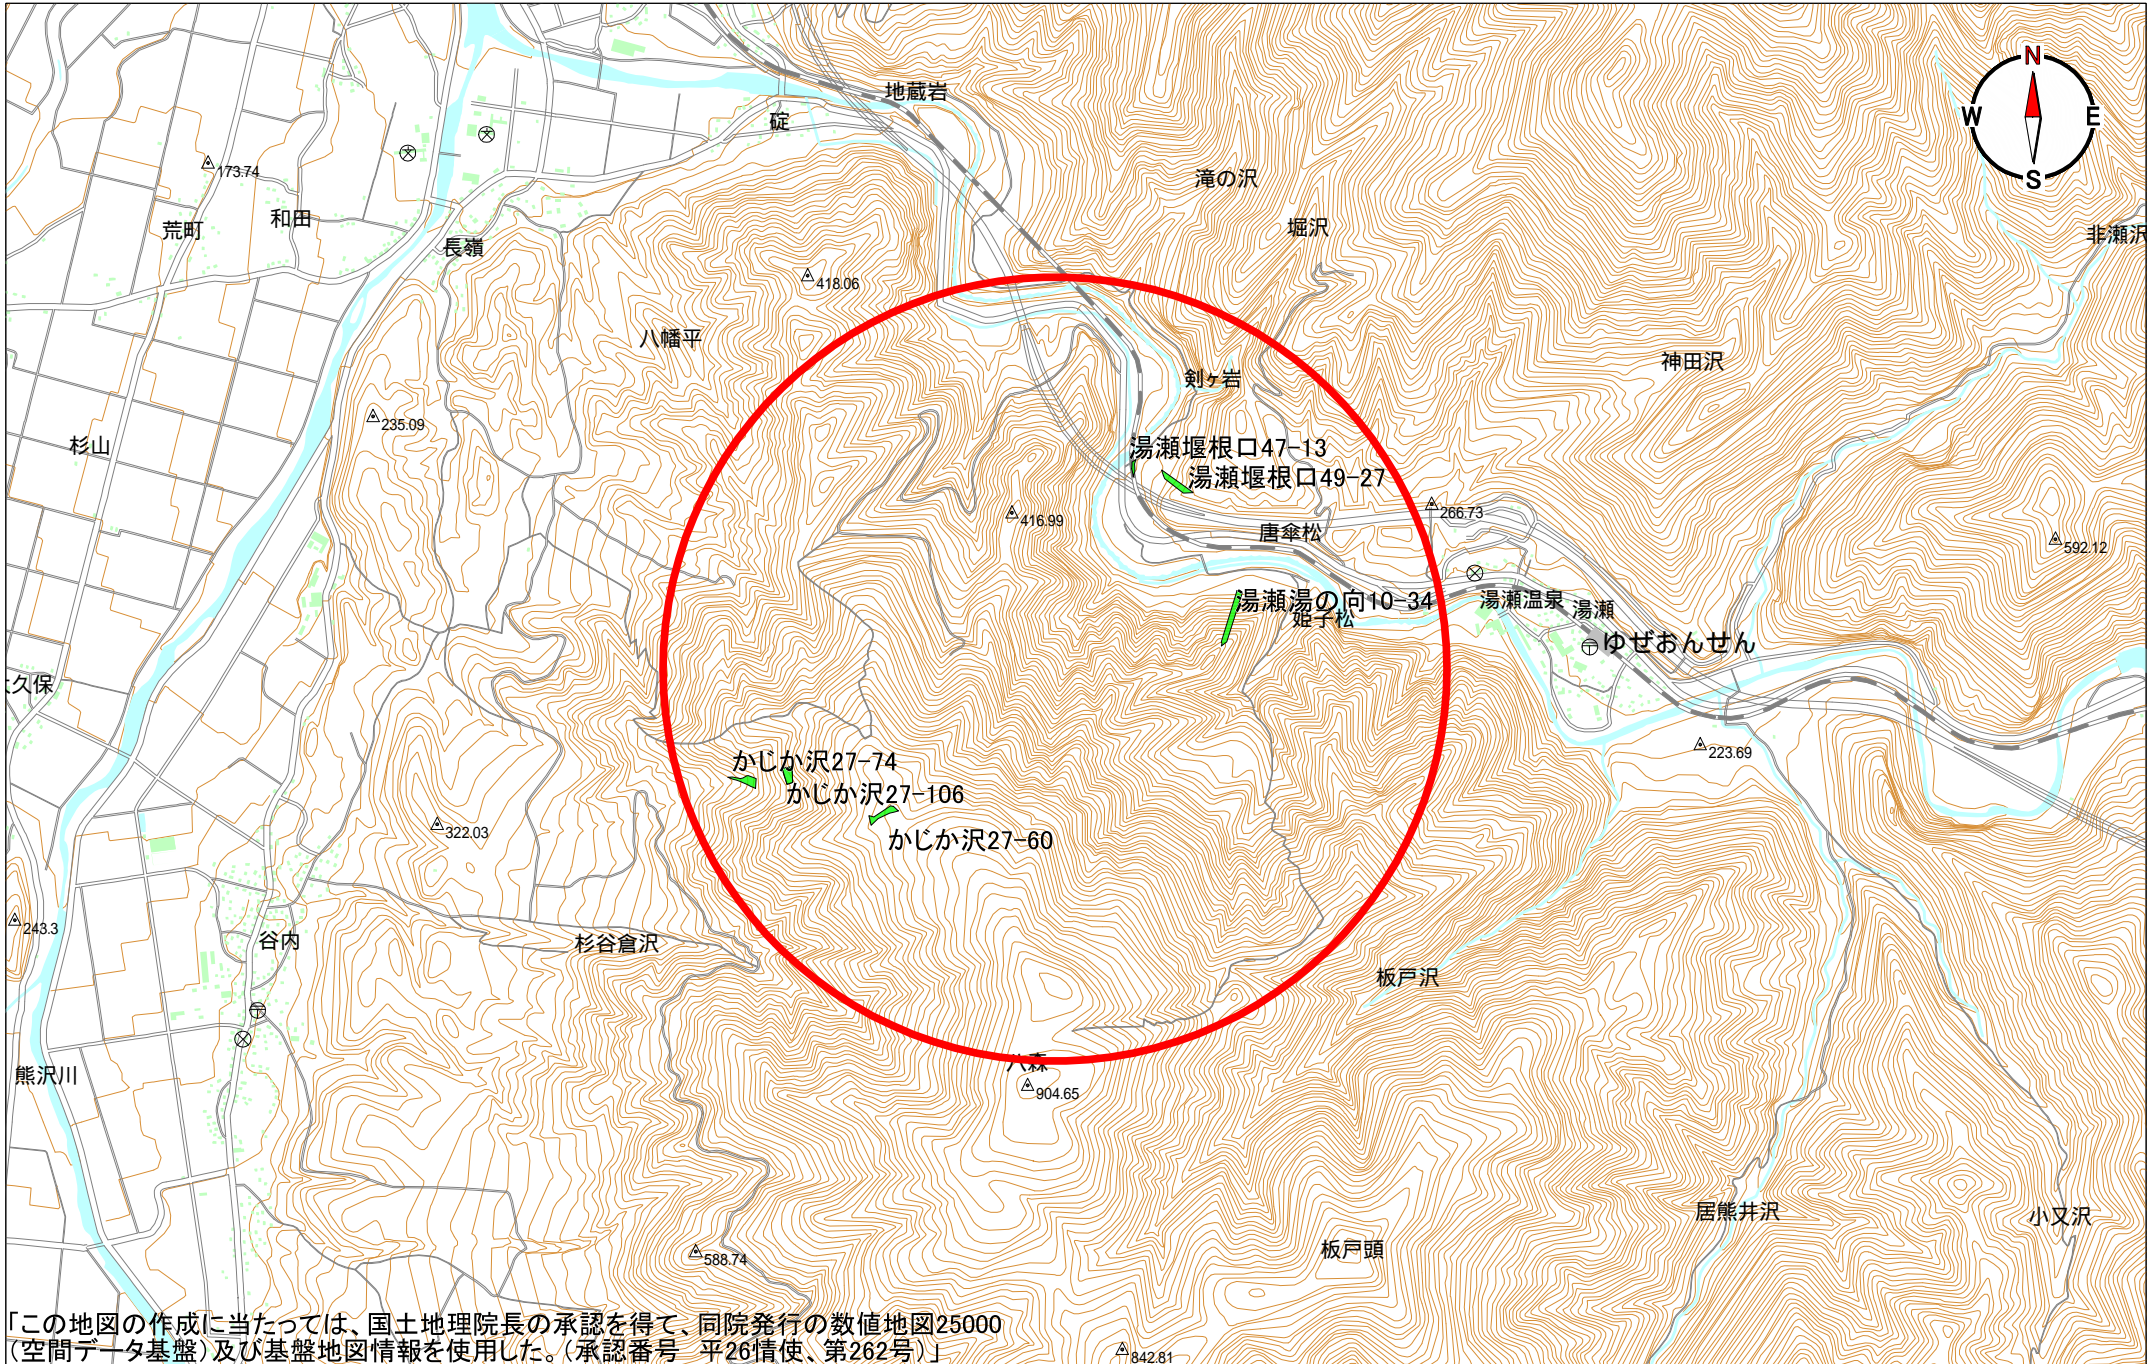 地蔵岩
碇
N
W
E
S
173.74
滝の沢
荒町
和田
堀沢
非瀬沢
長嶺
418.06
八幡平
神田沢
剣ヶ岩
235.09
杉山
湯瀬堰根口47-13
湯瀬堰根口49-27
416.99
266.73
唐傘松
592.12
湯瀬湯の向10-34
湯瀬温泉
湯瀬
姫子松
ゆぜおんせん
久保
223.69
かじか沢27-74
かじか沢27-106
322.03
かじか沢27-60
243.3
谷内
杉谷倉沢
板戸沢
八森
熊沢川
904.65
居熊井沢
小又沢
588.74
板戸頭
「この地図の作成に当たっては、国土地理院長の承認を得て、同院発行の数値地図25000
（空間データ基盤）及び基盤地図情報を使用した。（承認番号　平26情使、第262号）」
842.81